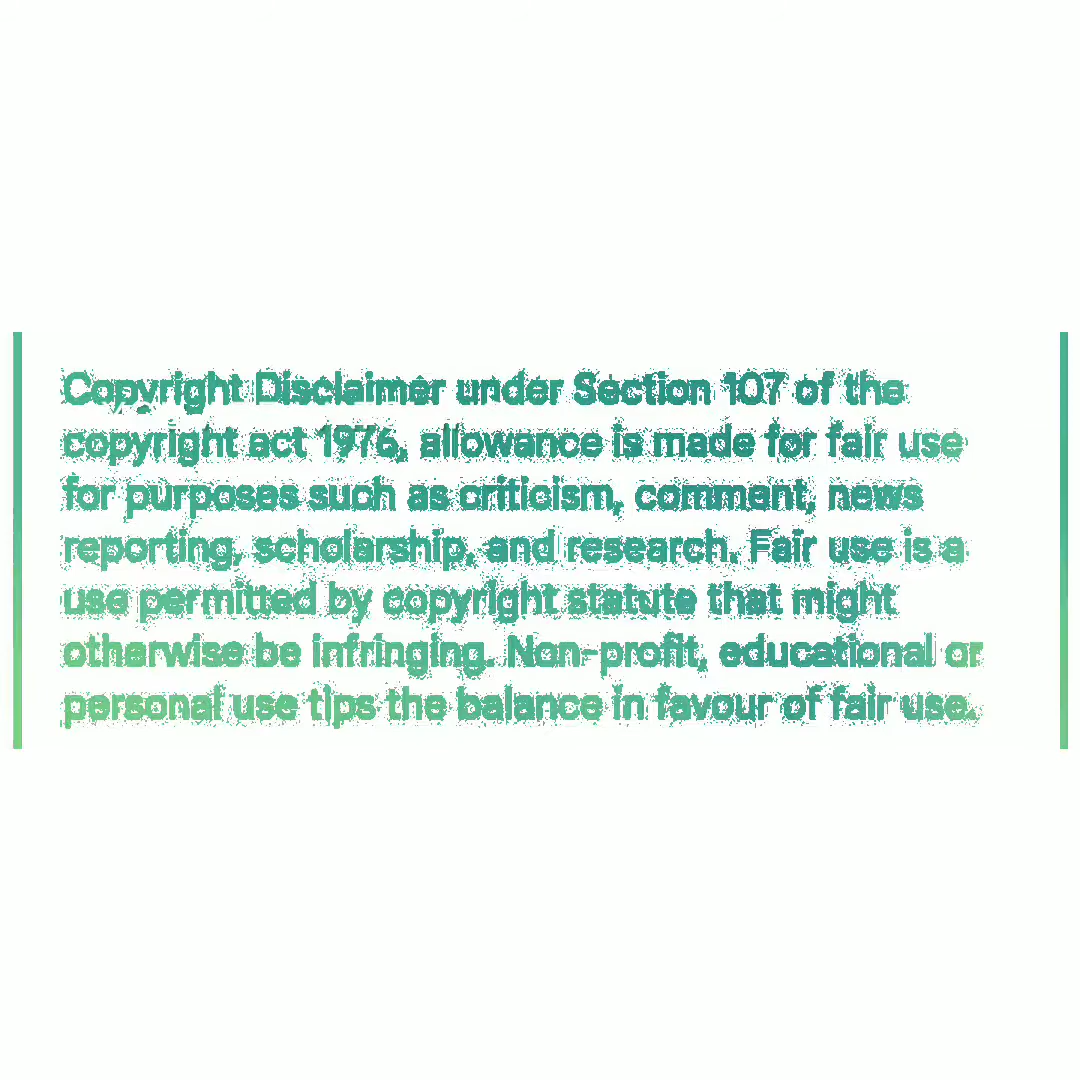 Copyright Disclaimer under Section 107 of the
copyright act 1976, allowance is made for fair use
for purposes such as criticism, comment, news
reporting, scholarship, and research. Fair use is a
use permitted by copyright statute that might
otherwise be infringing. Non-profit, educational or
personal use tips the balance in favour of fair use.